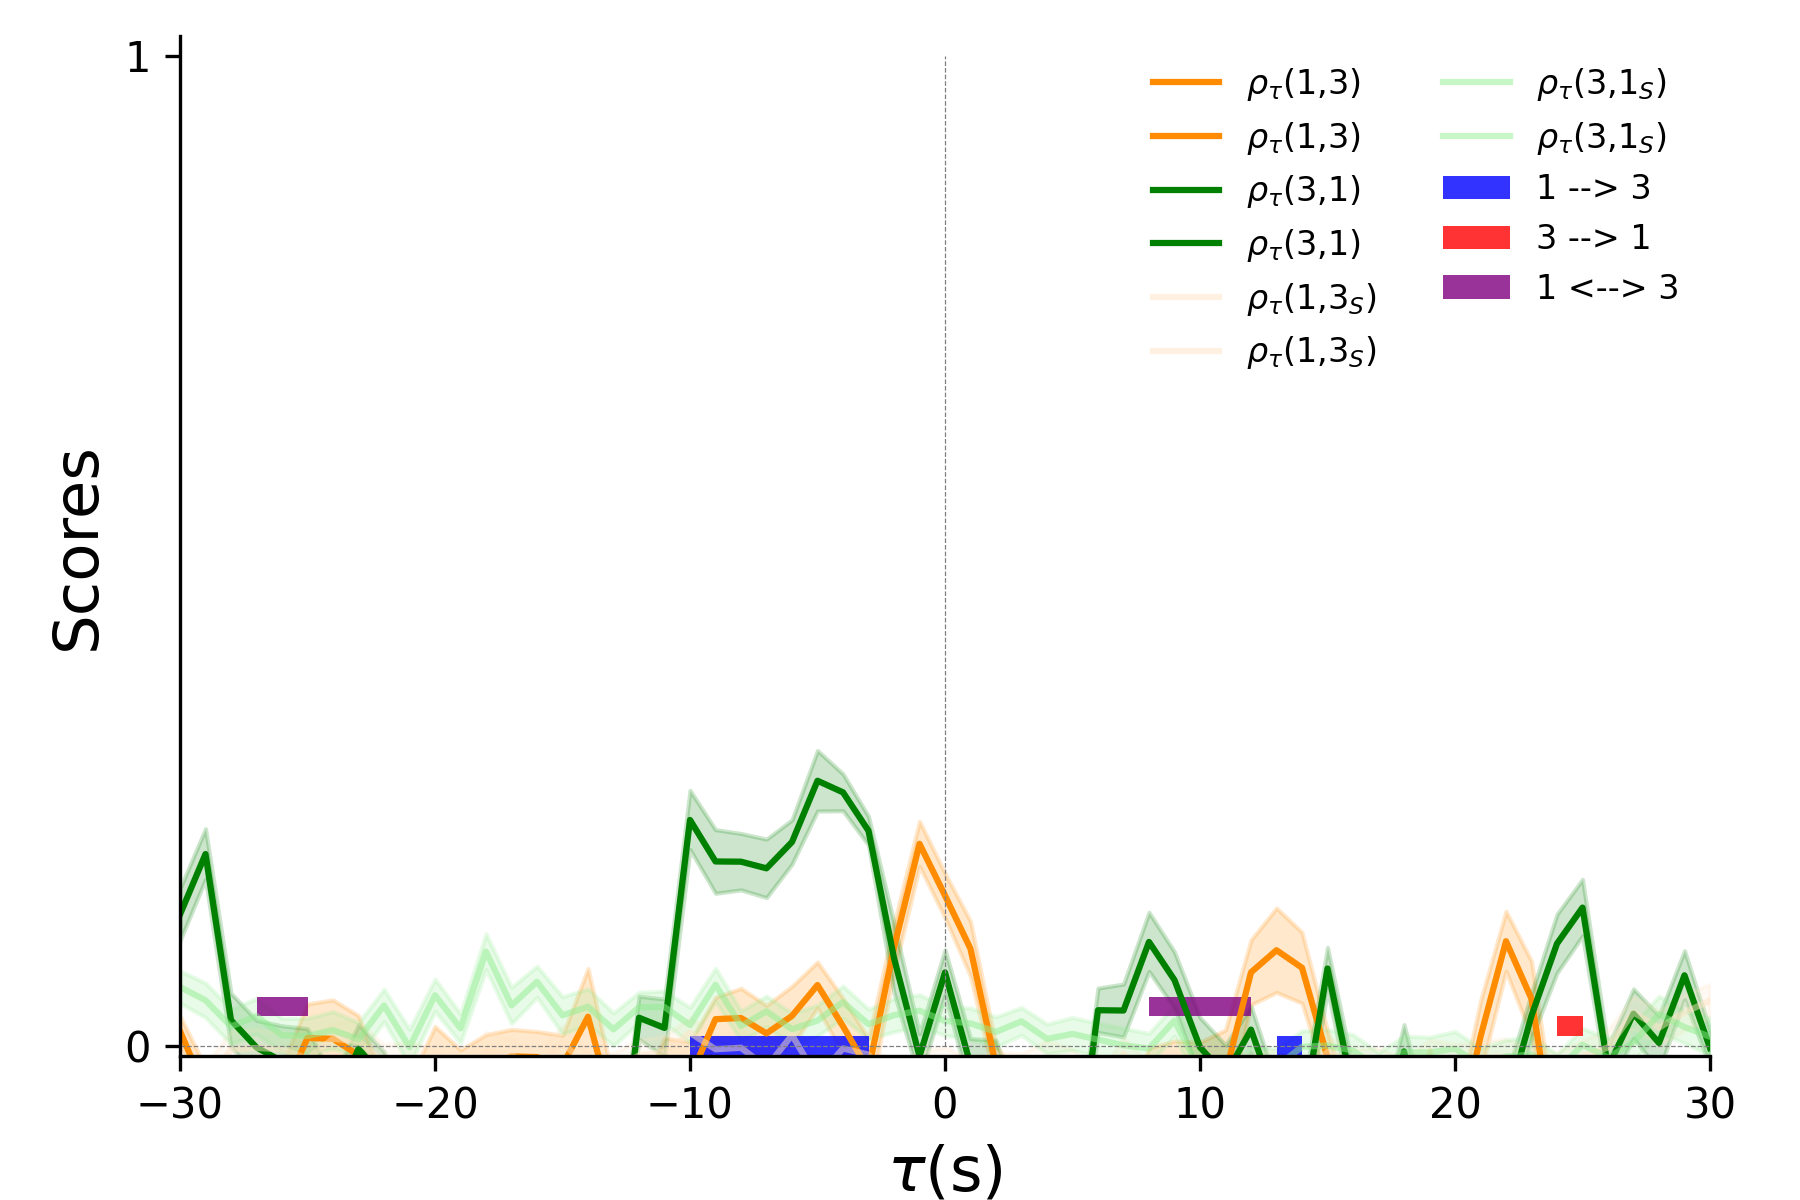 1
ρτ(1,3)
ρτ(1,3)
ρτ(3,1)
ρτ(3,1)
ρτ(1,3S)
ρτ(1,3S)
ρτ(3,1S)
ρτ(3,1S)
1 --> 3
3 --> 1
1 <--> 3
Scores
0
−30 −20 −10 0 10 20 30
τ(s)